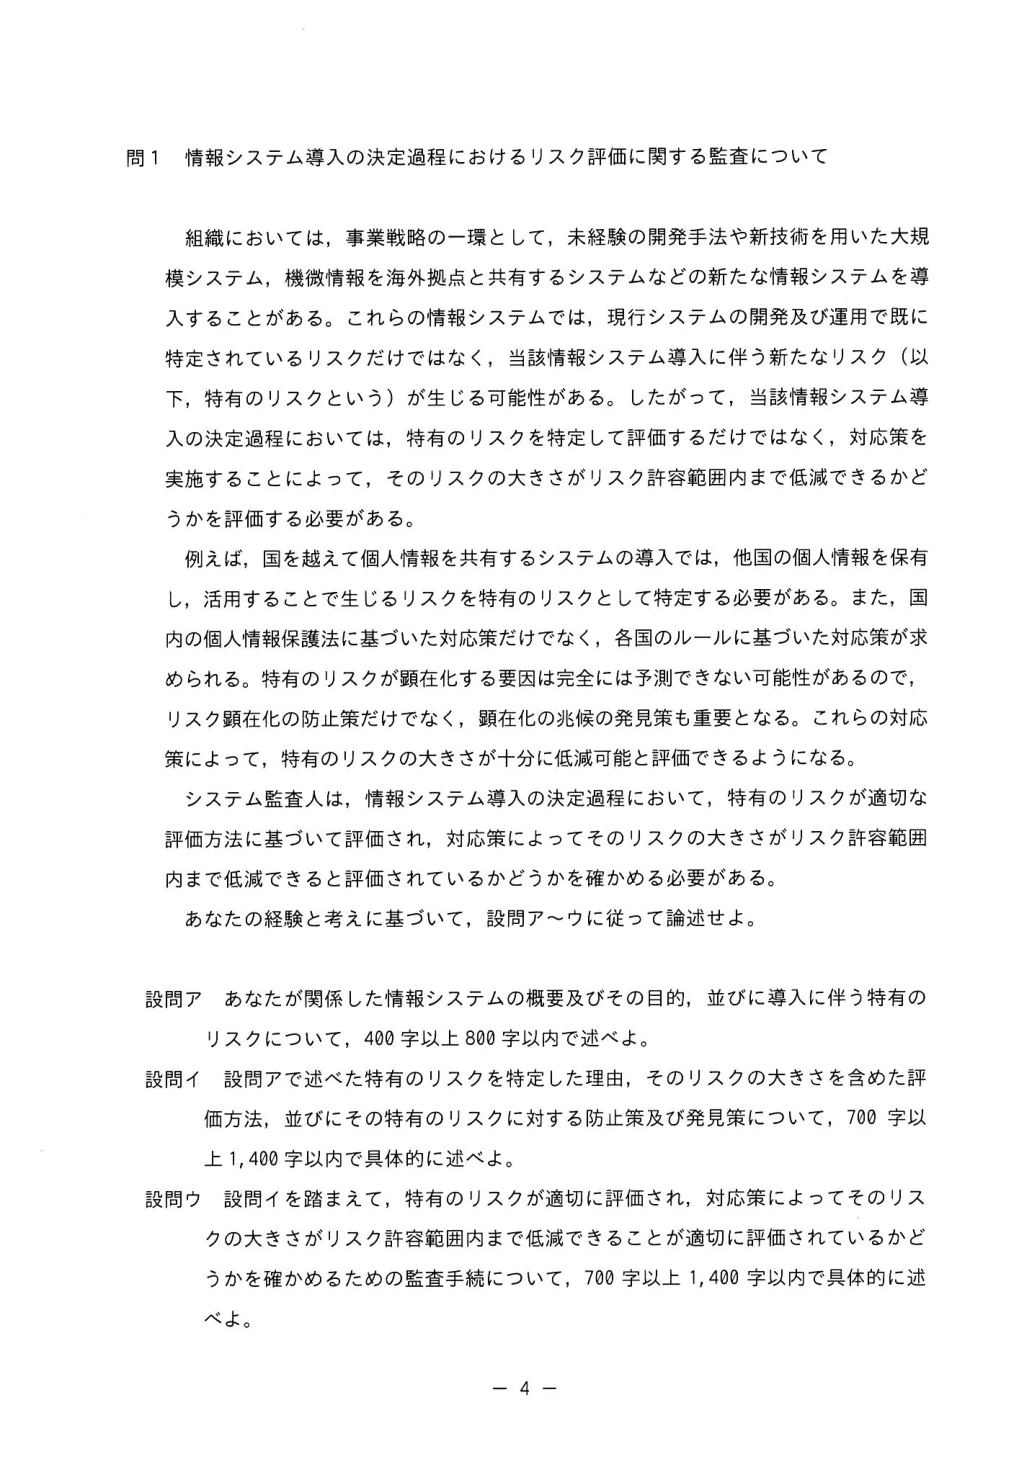 問1 情報システム導入の決定過程におけるリスク評価に関する監査について
組織においては，事業戦略の一環として，未経験の開発手法や新技術を用いた大規
模システム，機微情報を海外拠点と共有するシステムなどの新たな情報システムを導
入することがある。これらの情報システムでは，現行システムの開発及び運用で既に
特定されているリスクだけではなく，当該情報システム導入に伴う新たなリスク（以
下，特有のリスクという）が生じる可能性がある。したがって，当該情報システム導
入の決定過程においては，特有のリスクを特定して評価するだけではなく，対応策を
実施することによって，そのリスクの大きさがリスク許容範囲内まで低減できるかど
うかを評価する必要がある。
例えば，国を越えて個人情報を共有するシステムの導入では，他国の個人情報を保有
し，活用することで生じるリスクを特有のリスクとして特定する必要がある。また，国
内の個人情報保護法に基づいた対応策だけでなく，各国のルールに基づいた対応策が求
められる。特有のリスクが顕在化する要因は完全には予測できない可能性があるので，
リスク顕在化の防止策だけでなく，顕在化の兆候の発見策も重要となる。これらの対応
策によって，特有のリスクの大きさが十分に低減可能と評価できるようになる。
システム監査人は，情報システム導入の決定過程において，特有のリスクが適切な
評価方法に基づいて評価され，対応策によってそのリスクの大きさがリスク許容範囲
内まで低減できると評価されているかどうかを確かめる必要がある。
あなたの経験と考えに基づいて，設問ア～ウに従って論述せよ。
設問ア あなたが関係した情報システムの概要及びその目的，並びに導入に伴う特有の
リスクについて，400字以上800字以内で述べよ。
設問イ 設問アで述べた特有のリスクを特定した理由，そのリスクの大きさを含めた評
価方法，並びにその特有のリスクに対する防止策及び発見策について，700 字以
上1,400字以内で具体的に述べよ。
設問ウ 設問イを踏まえて，特有のリスクが適切に評価され，対応策によってそのリス
クの大きさがリスク許容範囲内まで低減できることが適切に評価されているかど
うかを確かめるための監査手続について，700字以上1,400字以内で具体的に述
べよ。
－ 4 －